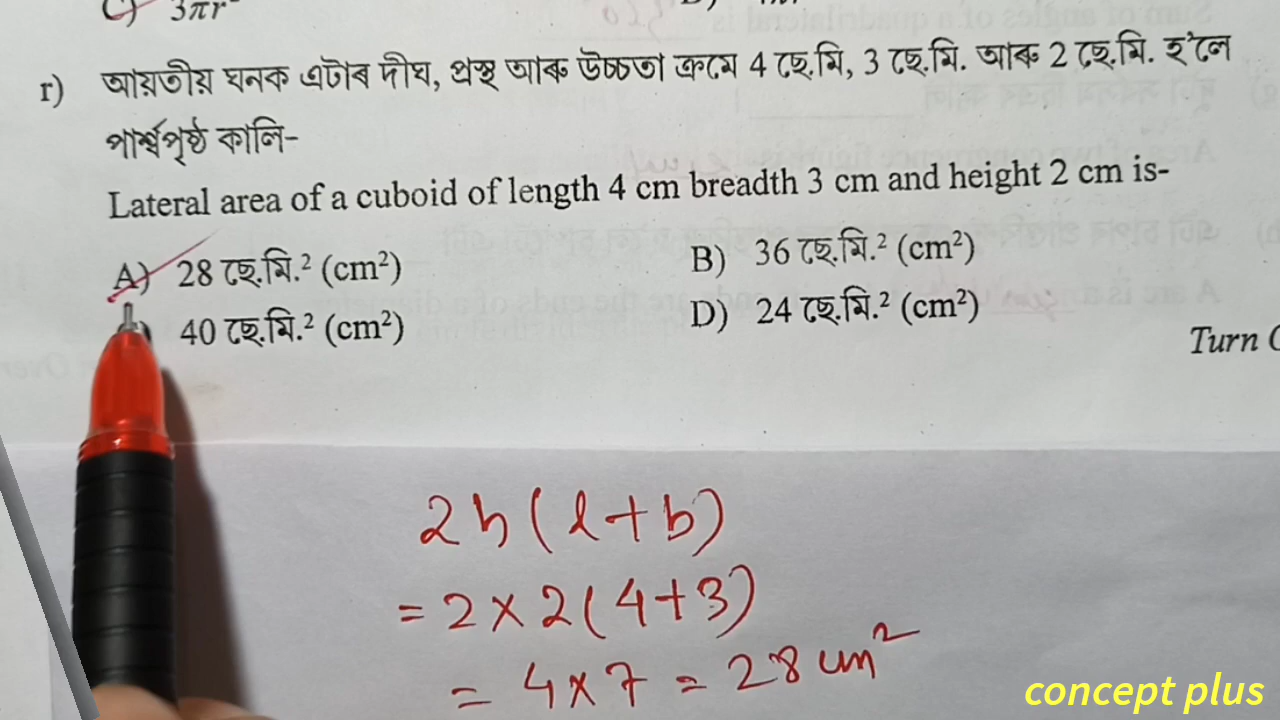 C) 3πr
r) আয়তীয় ঘনক এটাৰ দীঘ, প্ৰস্থ আৰু উচ্চতা ক্ৰমে 4 ছে.মি, 3 ছে.মি. আৰু 2 ছে.মি. হ'লে
পাৰ্শ্বপৃষ্ঠ কালি-
Lateral area of a cuboid of length 4 cm breadth 3 cm and height 2 cm is-
A) 28 ছে.মি.² (cm²)
B) 36 ছে.মি.² (cm²)
40 ছে.মি.² (cm²)
D) 24 ছে.মি.² (cm²)
Turn
2h(l+b)
= 2×2(4+3)
= 4×7 = 28 cm²
concept plus